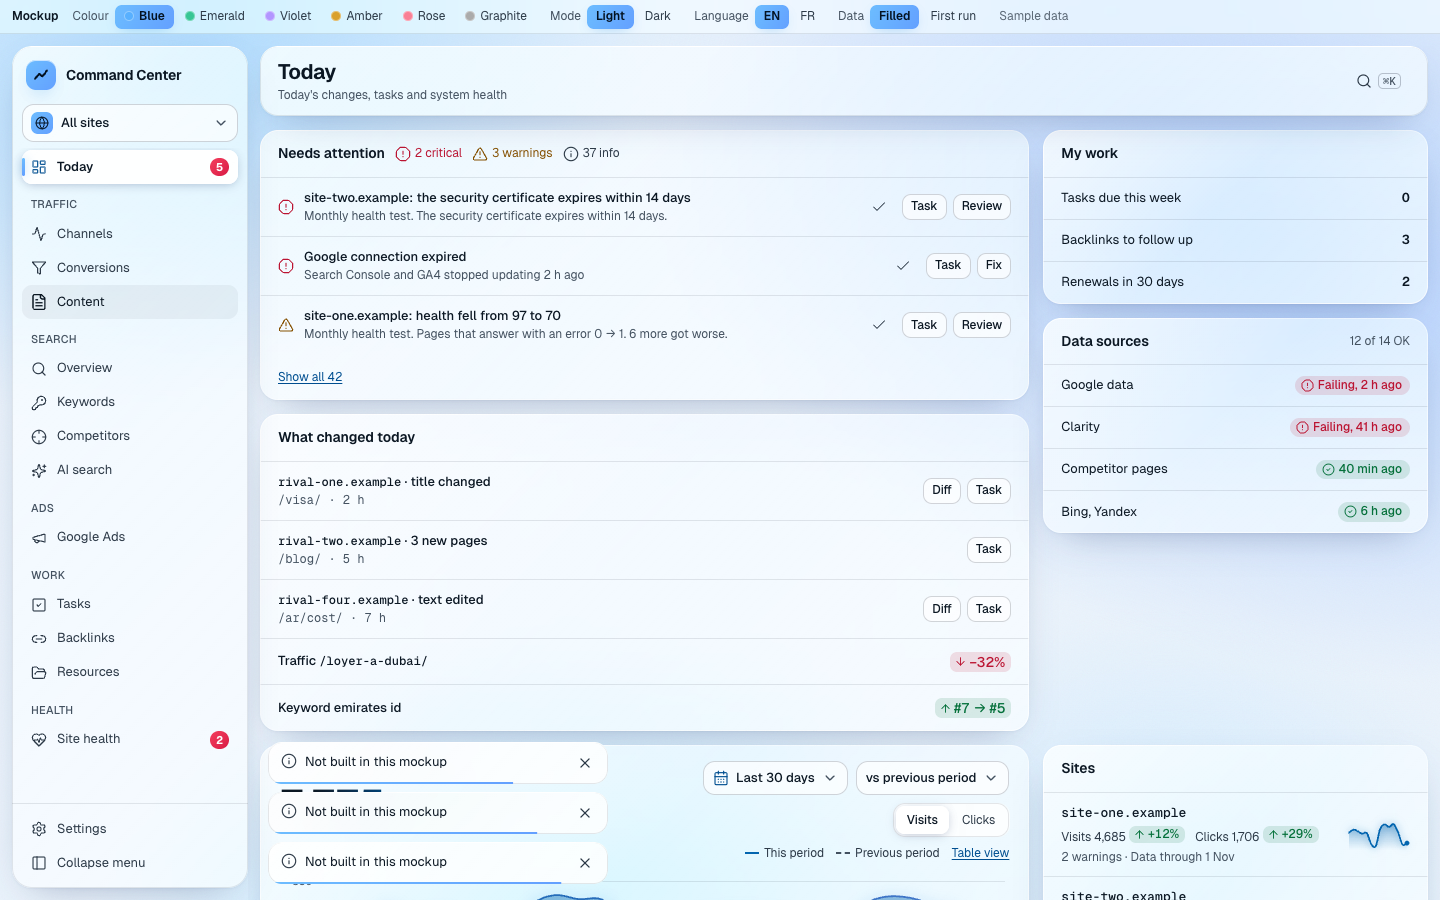 Mockup Colour Blue Emerald Violet Amber Rose Graphite Mode Light Dark Language EN FR Data Filled First run Sample data
Command Center
All sites
Today 5
TRAFFIC
Channels
Conversions
Content
SEARCH
Overview
Keywords
Competitors
AI search
ADS
Google Ads
WORK
Tasks
Backlinks
Resources
HEALTH
Site health 2
Settings
Collapse menu
Today
Today's changes, tasks and system health
⌘K
Needs attention 2 critical 3 warnings 37 info
site-two.example: the security certificate expires within 14 days
Monthly health test. The security certificate expires within 14 days.
Task Review
Google connection expired
Search Console and GA4 stopped updating 2 h ago
Task Fix
site-one.example: health fell from 97 to 70
Monthly health test. Pages that answer with an error 0 → 1. 6 more got worse.
Task Review
Show all 42
What changed today
rival-one.example · title changed
/visa/ · 2 h
Diff Task
rival-two.example · 3 new pages
/blog/ · 5 h
Task
rival-four.example · text edited
/ar/cost/ · 7 h
Diff Task
Traffic /loyer-a-dubai/ ↓ −32%
Keyword emirates id ↑ #7 → #5
Not built in this mockup
Not built in this mockup
Not built in this mockup
Last 30 days vs previous period
Visits Clicks
This period Previous period Table view
My work
Tasks due this week 0
Backlinks to follow up 3
Renewals in 30 days 2
Data sources 12 of 14 OK
Google data Failing, 2 h ago
Clarity Failing, 41 h ago
Competitor pages 40 min ago
Bing, Yandex 6 h ago
Sites
site-one.example
Visits 4,685 ↑ +12% Clicks 1,706 ↑ +29%
2 warnings · Data through 1 Nov
site-two.example